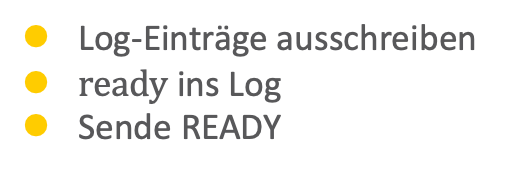 Log-Einträge ausschreiben
ready ins Log
Sende READY